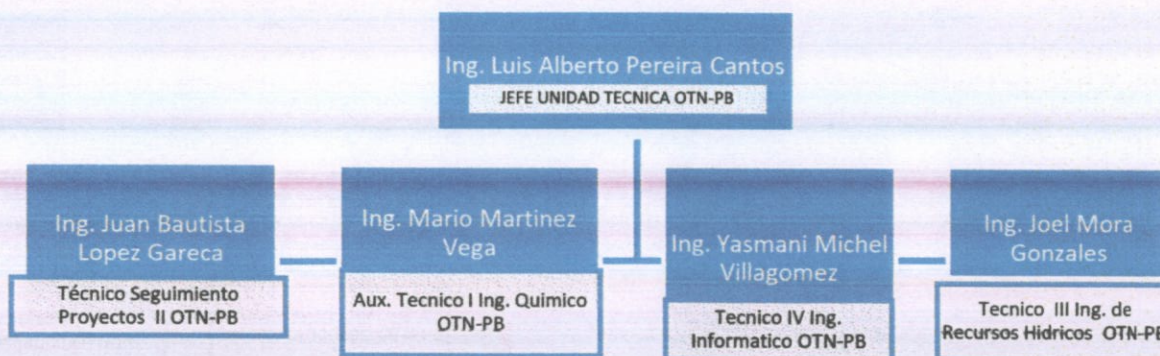 Ing. Luis Alberto Pereira Cantos
JEFE UNIDAD TECNICA OTN-PB
Ing. Juan Bautista
Lopez Gareca
Técnico Seguimiento
Proyectos II OTN-PB
Ing. Mario Martinez
Vega
Aux. Tecnico I Ing. Quimico
OTN-PB
Ing. Yasmani Michel
Villagomez
Tecnico IV Ing.
Informatico OTN-PB
Ing. Joel Mora
Gonzales
Tecnico III Ing. de
Recursos Hidricos OTN-PB